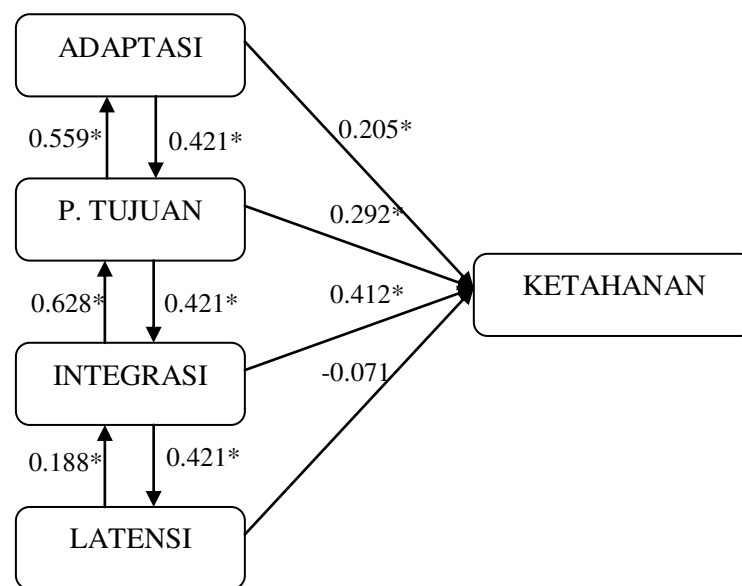 ADAPTASI
0.559*
0.421*
0.205*
P. TUJUAN
0.292*
KETAHANAN
0.628*
0.421*
0.412*
INTEGRASI
-0.071
0.188*
0.421*
LATENSI